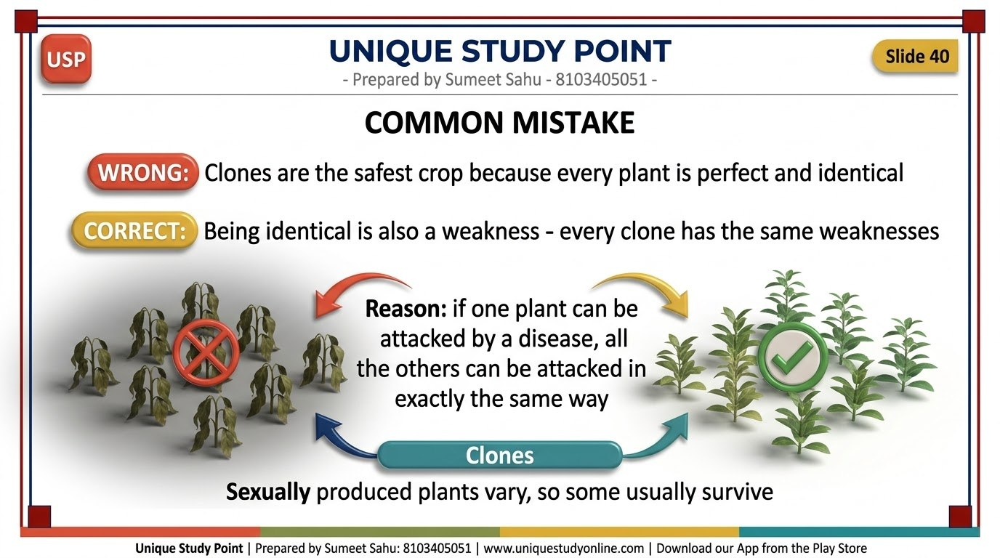 USP
UNIQUE STUDY POINT
- Prepared by Sumeet Sahu - 8103405051 -
Slide 40
COMMON MISTAKE
WRONG: Clones are the safest crop because every plant is perfect and identical
CORRECT: Being identical is also a weakness - every clone has the same weaknesses
Reason: if one plant can be
attacked by a disease, all
the others can be attacked in
exactly the same way
Clones
Sexually produced plants vary, so some usually survive
Unique Study Point | Prepared by Sumeet Sahu: 8103405051 | www.uniquestudyonline.com | Download our App from the Play Store